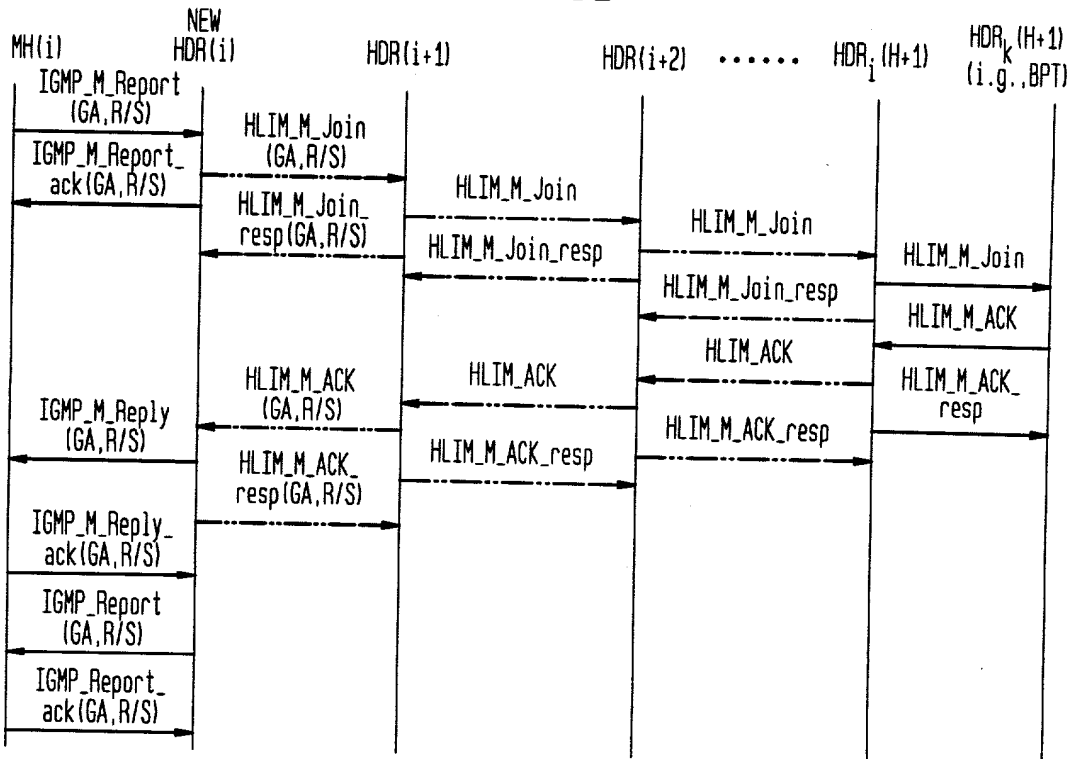 NEW
MH(i)
HDR(i)
HDR(i+1)
HDR(i+2)
......
HDRi(H+1)
HDRk(H+1)
(i.g.,BPT)
IGMP_M_Report
(GA,R/S)
HLIM_M_Join
(GA,R/S)
IGMP_M_Report_
ack(GA,R/S)
HLIM_M_Join
HLIM_M_Join_
resp(GA,R/S)
HLIM_M_Join
HLIM_M_Join_resp
HLIM_M_Join
HLIM_M_Join_resp
HLIM_M_ACK
HLIM_ACK
HLIM_ACK
HLIM_M_ACK
(GA,R/S)
HLIM_M_ACK_
resp
IGMP_M_Reply
(GA,R/S)
HLIM_M_ACK_resp
HLIM_M_ACK_resp
HLIM_M_ACK_
resp(GA,R/S)
IGMP_M_Reply_
ack(GA,R/S)
IGMP_Report
(GA,R/S)
IGMP_Report_
ack(GA,R/S)